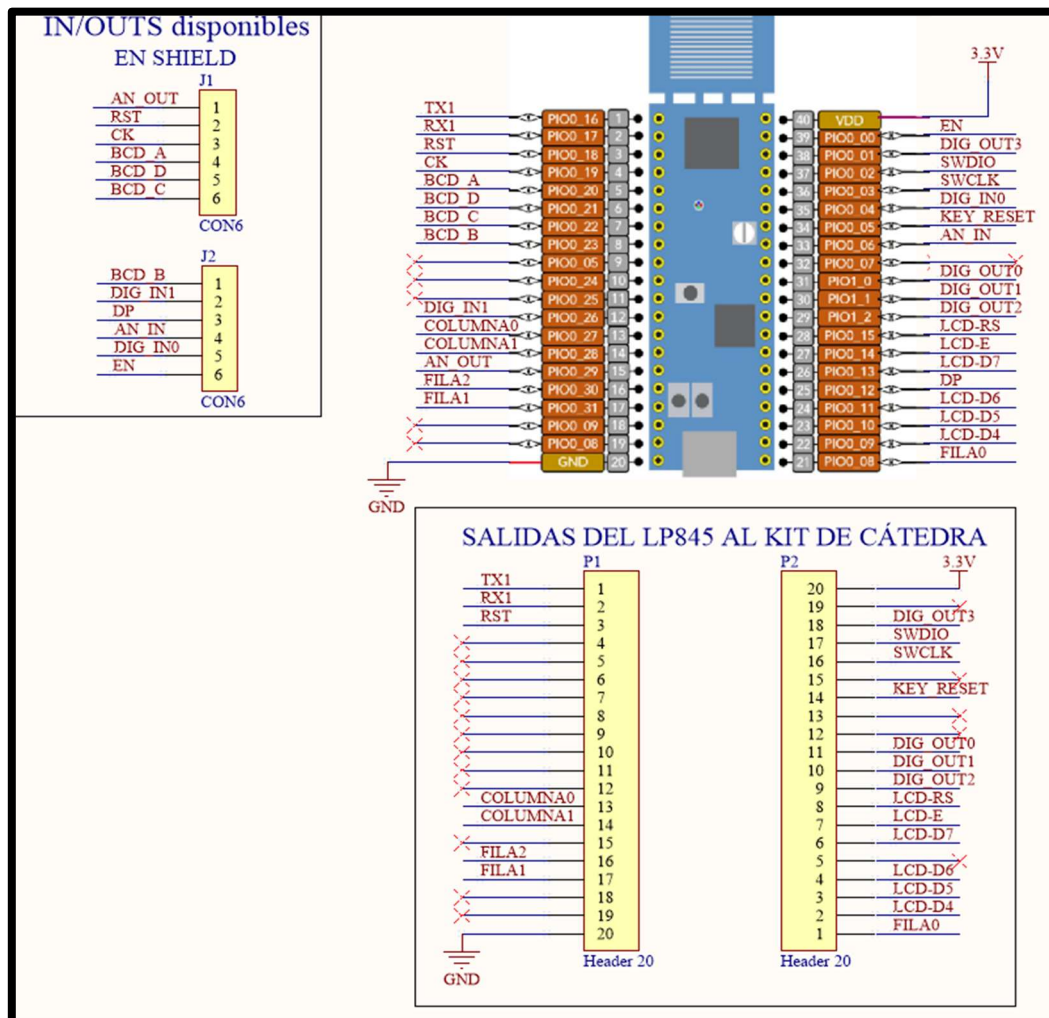 IN/OUTS disponibles
EN SHIELD
J1
AN_OUT 1
RST 2
CK 3
BCD_A 4
BCD_D 5
BCD_C 6
CON6
J2
BCD_B 1
DIG_IN1 2
DP 3
AN_IN 4
DIG_IN0 5
EN 6
CON6
3.3V
TX1 PIO0_16 1
RX1 PIO0_17 2
RST PIO0_18 3
CK PIO0_19 4
BCD_A PIO0_20 5
BCD_D PIO0_21 6
BCD_C PIO0_22 7
BCD_B PIO0_23 8
PIO0_05 9
PIO0_24 10
PIO0_25 11
DIG_IN1 PIO0_26 12
COLUMNA0 PIO0_27 13
COLUMNA1 PIO0_28 14
AN_OUT PIO0_29 15
FILA2 PIO0_30 16
FILA1 PIO0_31 17
PIO0_09 18
PIO0_08 19
GND 20
GND
40 VDD
39 PIO0_00 EN
38 PIO0_01 DIG_OUT3
37 PIO0_02 SWDIO
36 PIO0_03 SWCLK
35 PIO0_04 DIG_IN0
34 PIO0_05 KEY_RESET
33 PIO0_06 AN_IN
32 PIO0_07
31 PIO1_0 DIG_OUT0
30 PIO1_1 DIG_OUT1
29 PIO1_2 DIG_OUT2
28 PIO0_15 LCD-RS
27 PIO0_14 LCD-E
26 PIO0_13 LCD-D7
25 PIO0_12 DP
24 PIO0_11 LCD-D6
23 PIO0_10 LCD-D5
22 PIO0_09 LCD-D4
21 PIO0_08 FILA0
SALIDAS DEL LP845 AL KIT DE CÁTEDRA
P1
TX1 1
RX1 2
RST 3
4
5
6
7
8
9
10
11
12
COLUMNA0 13
COLUMNA1 14
15
FILA2 16
FILA1 17
18
19
20
GND
Header 20
P2
3.3V
20
19
18 DIG_OUT3
17 SWDIO
16 SWCLK
15
14 KEY_RESET
13
12
11 DIG_OUT0
10 DIG_OUT1
9 DIG_OUT2
8 LCD-RS
7 LCD-E
6 LCD-D7
5
4 LCD-D6
3 LCD-D5
2 LCD-D4
1 FILA0
Header 20